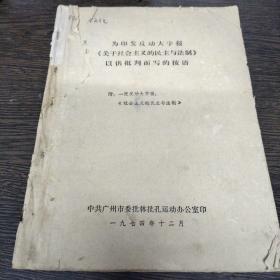 为印发反动大字报
《关于社会主义的民主与法制》
以供批判而写的按语
附：一张反动大字报：
《社会主义的民主与法制》
中共广州市委批林批孔运动办公室印
一九七四年十二月